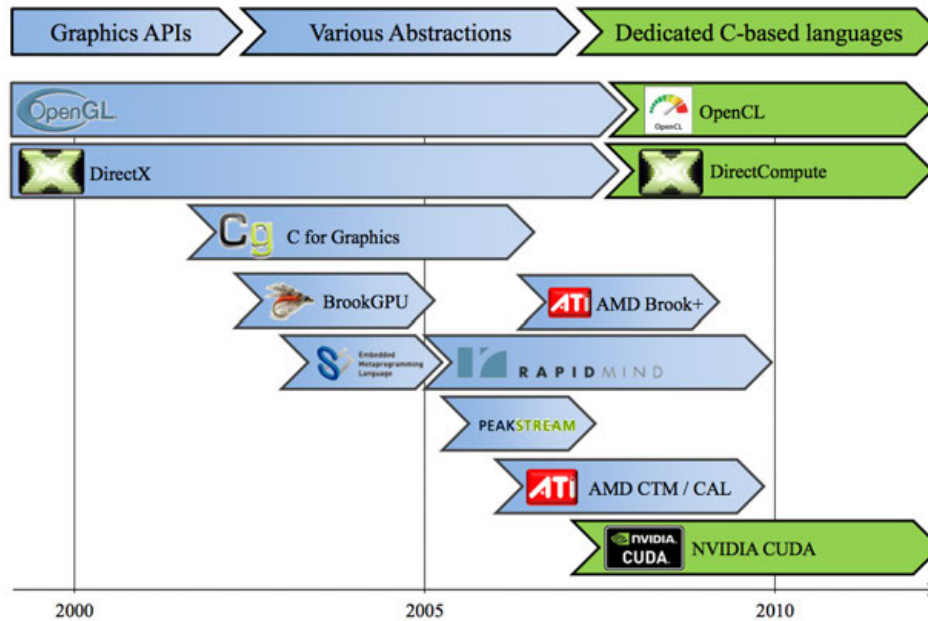 Graphics APIs
Various Abstractions
Dedicated C-based languages
OpenGL
OpenCL
OpenCL
DirectX
DirectCompute
Cg
C for Graphics
BrookGPU
ATI
AMD Brook+
Embedded
Metaprogramming
Language
RAPIDMIND
PEAKSTREAM
ATI
AMD CTM / CAL
NVIDIA.
CUDA.
NVIDIA CUDA
2000
2005
2010